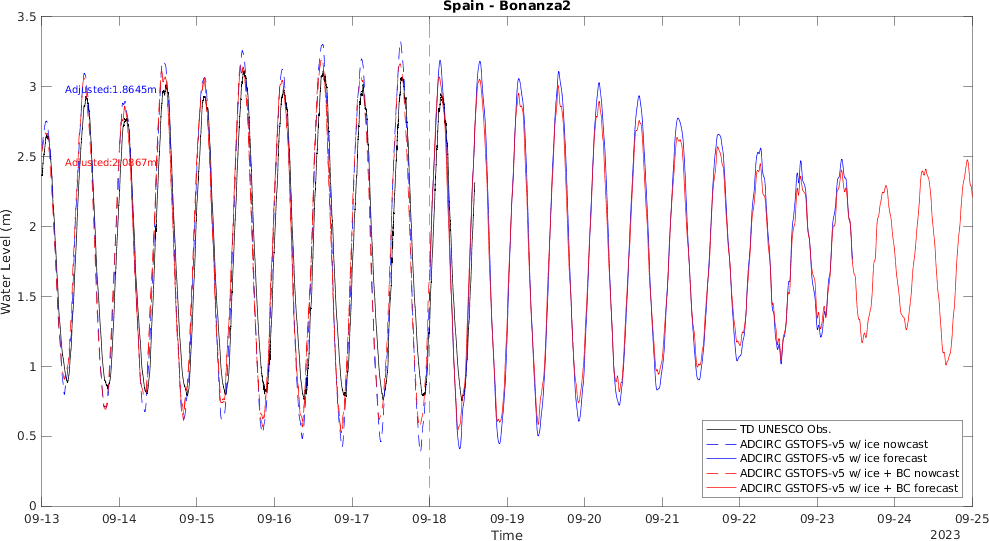 Spain - Bonanza2
3.5
3
2.5
2
1.5
1
0.5
0
Water Level (m)
Adjusted:1.8645m
Adjusted:2.0867m
TD UNESCO Obs.
ADCIRC GSTOFS-v5 w/ ice nowcast
ADCIRC GSTOFS-v5 w/ ice forecast
ADCIRC GSTOFS-v5 w/ ice + BC nowcast
ADCIRC GSTOFS-v5 w/ ice + BC forecast
09-13 09-14 09-15 09-16 09-17 09-18 09-19 09-20 09-21 09-22 09-23 09-24 09-25
Time
2023